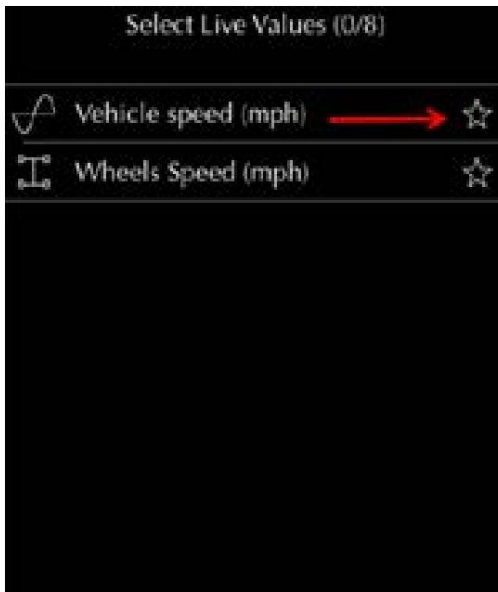 Select Live Values (0/8)
Vehicle speed (mph)
Wheels Speed (mph)